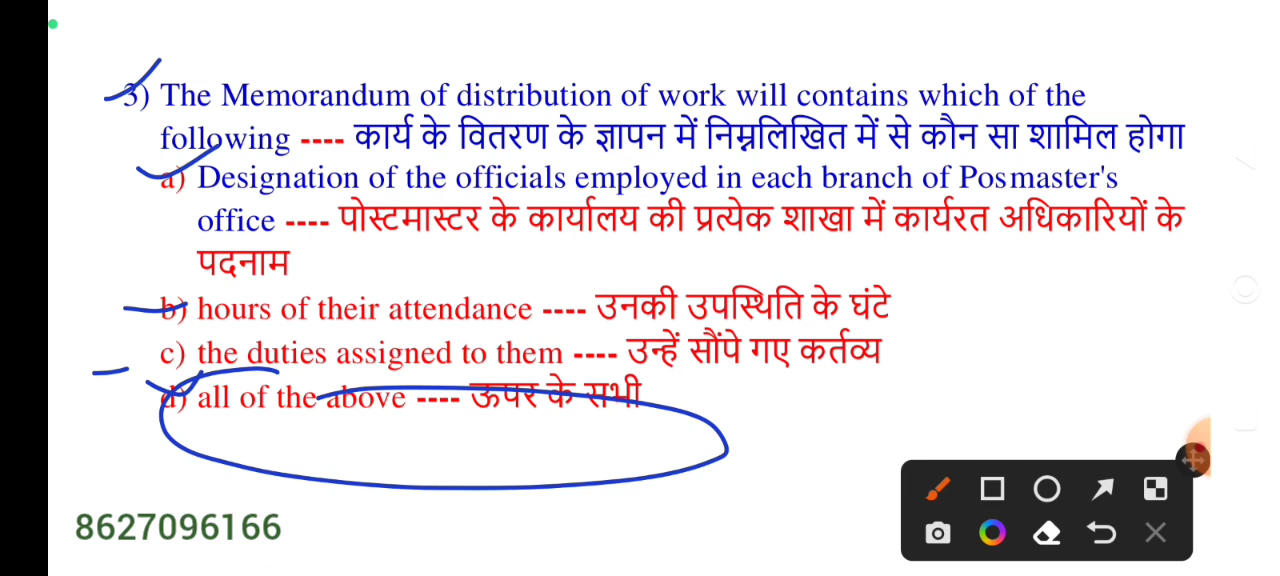 3) The Memorandum of distribution of work will contains which of the
following ---- कार्य के वितरण के ज्ञापन में निम्नलिखित में से कौन सा शामिल होगा
a) Designation of the officials employed in each branch of Posmaster's
office ---- पोस्टमास्टर के कार्यालय की प्रत्येक शाखा में कार्यरत अधिकारियों के
पदनाम
b) hours of their attendance ---- उनकी उपस्थिति के घंटे
c) the duties assigned to them ---- उन्हें सौंपे गए कर्तव्य
d) all of the above ---- ऊपर के सभी
8627096166